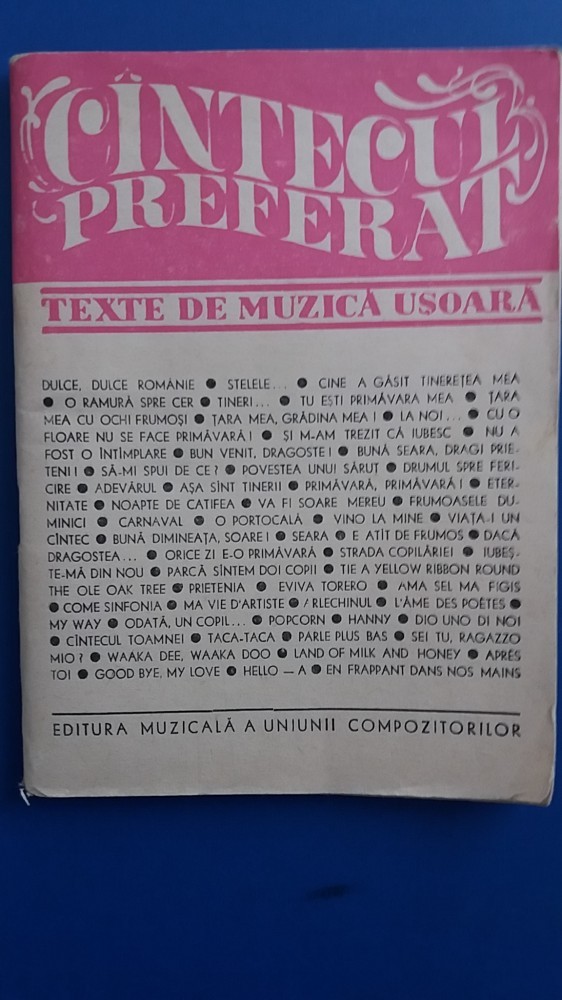 CÎNTECUL
PREFERAT
TEXTE DE MUZICĂ UȘOARĂ
DULCE, DULCE ROMÂNIE ● STELELE... ● CINE A GĂSIT TINEREȚEA MEA
● O RAMURĂ SPRE CER ● TINERI... ● TU EȘTI PRIMĂVARA MEA ● ȚARA
MEA CU OCHI FRUMOȘI ● ȚARA MEA, GRĂDINA MEA! ● LA NOI... ● CU O
FLOARE NU SE FACE PRIMĂVARĂ! ● ȘI M-AM TREZIT CĂ IUBESC ● NU A
FOST O ÎNTÎMPLARE ● BUN VENIT, DRAGOSTE! ● BUNĂ SEARA, DRAGI PRIE-
TENI! ● SĂ-MI SPUI DE CE? ● POVESTEA UNUI SĂRUT ● DRUMUL SPRE FERI-
CIRE ● ADEVĂRUL ● AȘA SÎNT TINERII ● PRIMĂVARĂ, PRIMĂVARĂ! ● ETER-
NITATE ● NOAPTE DE CATIFEA ● VA FI SOARE MEREU ● FRUMOASELE DU-
MINICI ● CARNAVAL ● O PORTOCALĂ ● VINO LA MINE ● VIAȚA-I UN
CÎNTEC ● BUNĂ DIMINEAȚA, SOARE! ● SEARA ● E ATÎT DE FRUMOS ● DACĂ
DRAGOSTEA... ● ORICE ZI E-O PRIMĂVARĂ ● STRADA COPILĂRIEI ● IUBEȘ-
TE-MĂ DIN NOU ● PARCĂ SÎNTEM DOI COPII ● TIE A YELLOW RIBBON ROUND
THE OLE OAK TREE ● PRIETENIA ● EVIVA TORERO ● AMA SEL MA FIGIS
● COME SINFONIA ● MA VIE D'ARTISTE ● ARLECHINUL ● L'ÂME DES POÈTES ●
MY WAY ● ODATĂ, UN COPIL... ● POPCORN ● HANNY ● DIO UNO DI NOI
● CÎNTECUL TOAMNEI ● TACA-TACA ● PARLE PLUS BAS ● SEI TU, RAGAZZO
MIO? ● WAAKA DEE, WAAKA DOO ● LAND OF MILK AND HONEY ● APRÈS
TOI ● GOOD BYE, MY LOVE ● HELLO — A ● EN FRAPPANT DANS NOS MAINS
EDITURA MUZICALĂ A UNIUNII COMPOZITORILOR